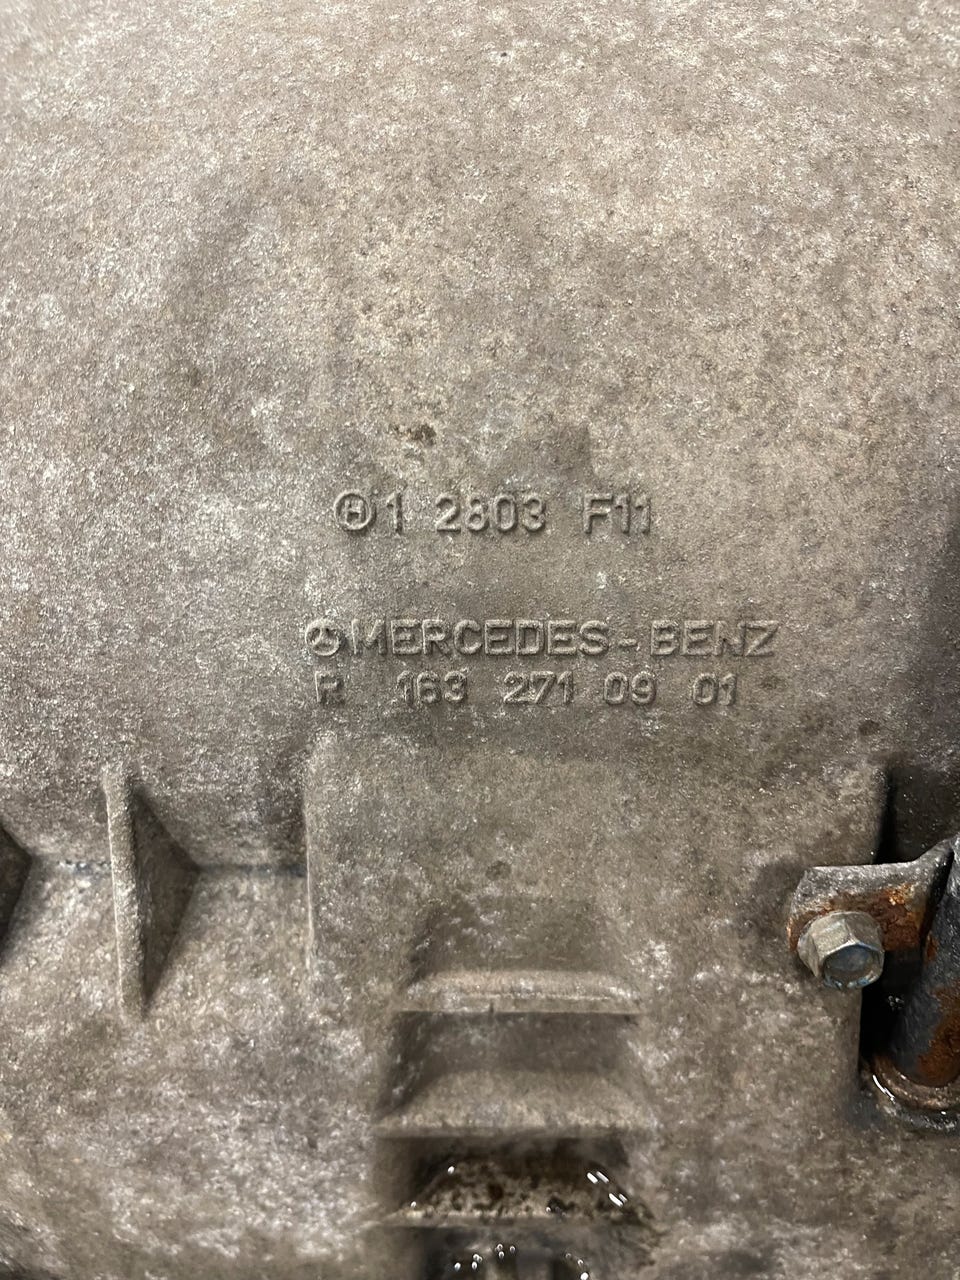 H 1 2803 F11
MERCEDES-BENZ
R 163 271 09 01